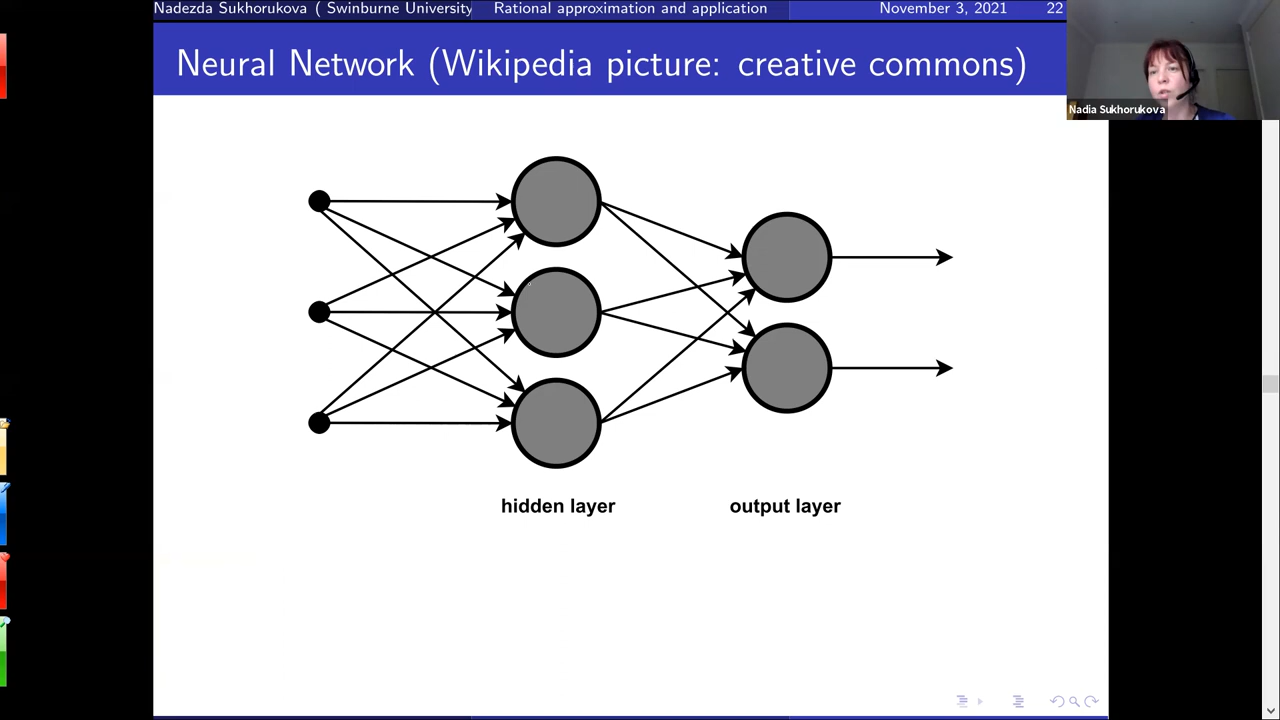 Nadezda Sukhorukova ( Swinburne University
Rational approximation and application
November 3, 2021
22
Neural Network (Wikipedia picture: creative commons)
Nadia Sukhorukova
hidden layer
output layer